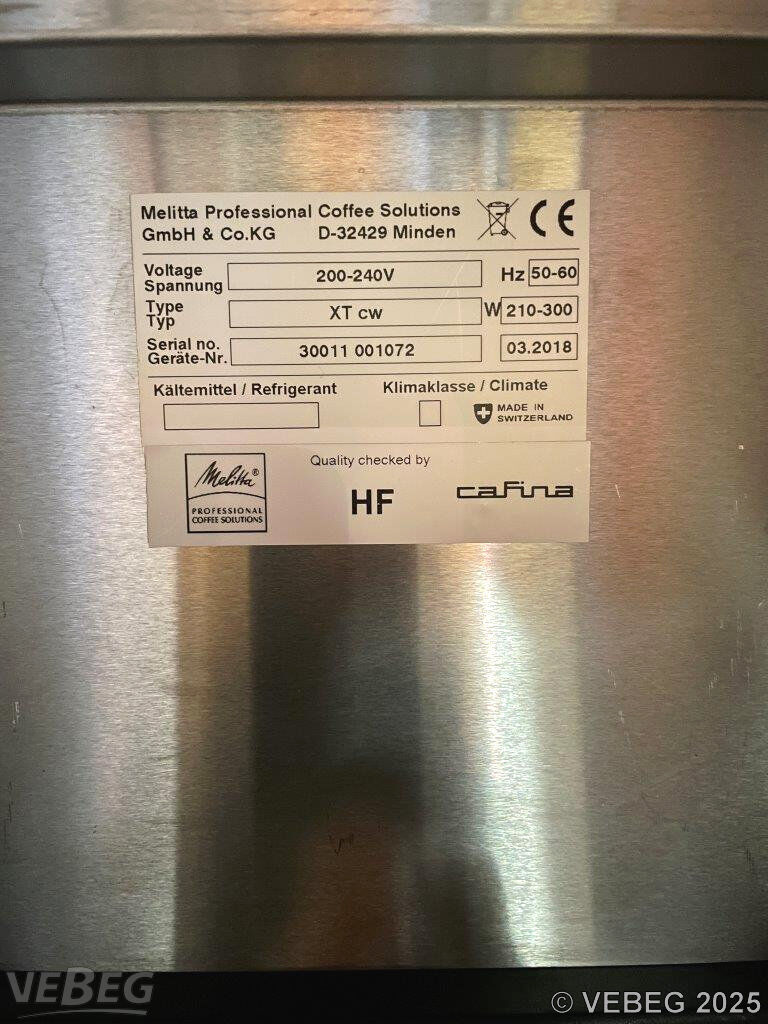 Melitta Professional Coffee Solutions
GmbH & Co.KG D-32429 Minden
CE
Voltage
Spannung
200-240V
Hz 50-60
Type
Typ
XT cw
W 210-300
Serial no.
Geräte-Nr.
30011 001072
03.2018
Kältemittel / Refrigerant
Klimaklasse / Climate
MADE IN
SWITZERLAND
Melitta®
PROFESSIONAL
COFFEE SOLUTIONS
Quality checked by
HF
cafina
VEBEG
© VEBEG 2025